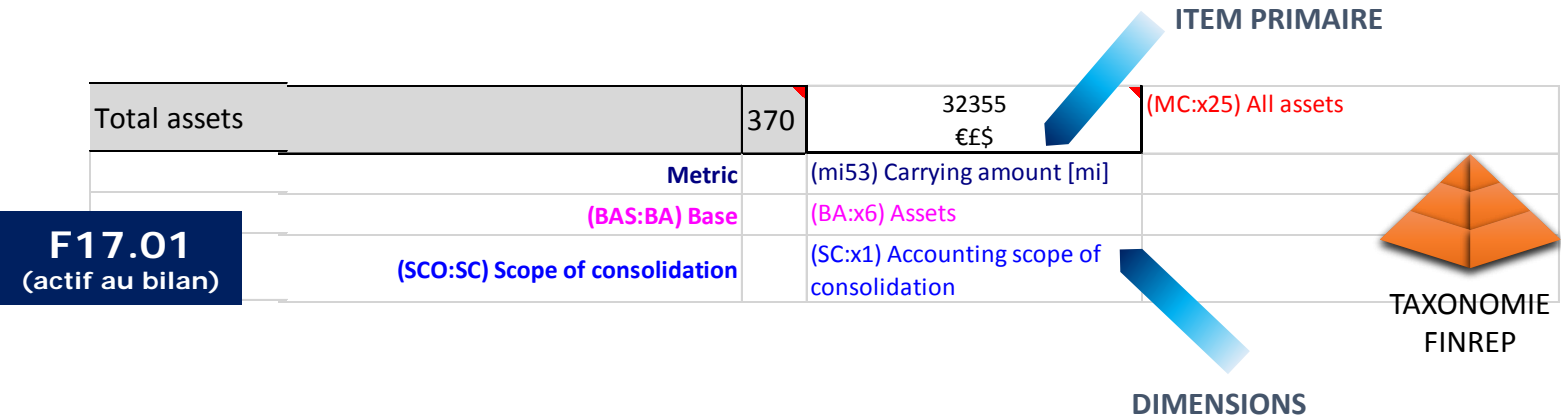 ITEM PRIMAIRE
Total assets 370 32355 (MC:x25) All assets
€£$
Metric (mi53) Carrying amount [mi]
(BAS:BA) Base (BA:x6) Assets
F17.01
(actif au bilan)
(SCO:SC) Scope of consolidation (SC:x1) Accounting scope of
consolidation
TAXONOMIE
FINREP
DIMENSIONS